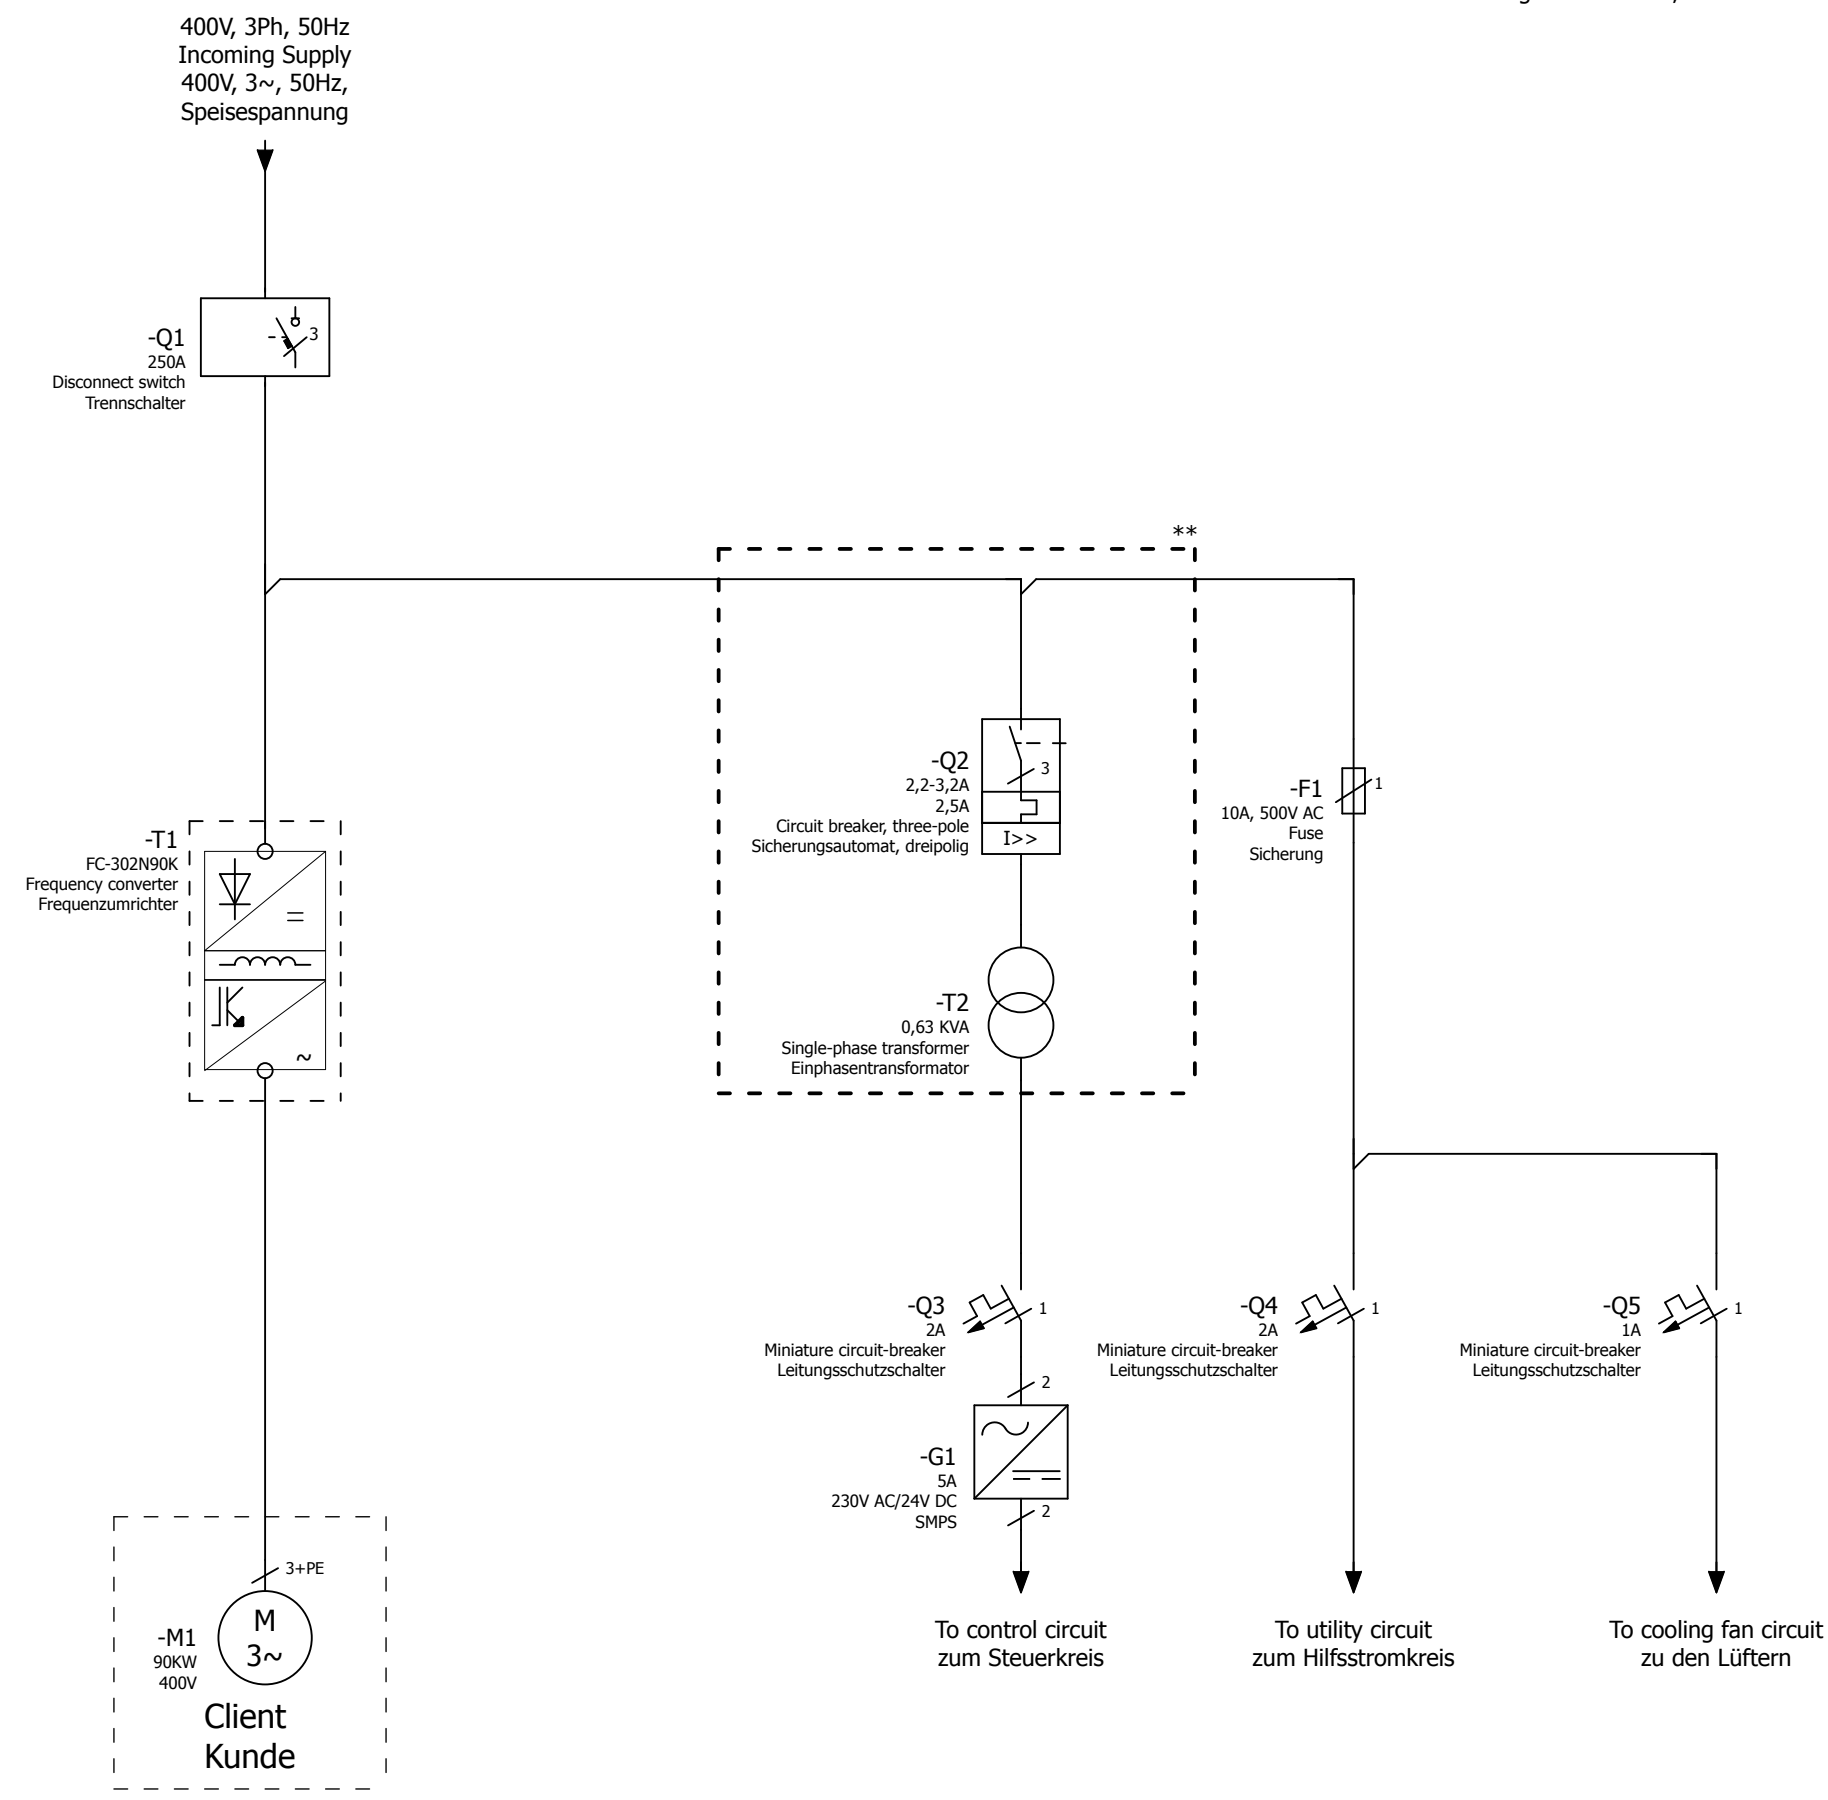 400V, 3Ph, 50Hz
Incoming Supply
400V, 3~, 50Hz,
Speisespannung
-Q1
250A
Disconnect switch
Trennschalter
3
**
-Q2
2,2-3,2A
2,5A
Circuit breaker, three-pole
Sicherungsautomat, dreipolig
3
I>>
-F1
10A, 500V AC
Fuse
Sicherung
1
-T1
FC-302N90K
Frequency converter
Frequenzumrichter
=
~
-T2
0,63 KVA
Single-phase transformer
Einphasentransformator
-Q3
2A
Miniature circuit-breaker
Leitungsschutzschalter
1
-Q4
2A
Miniature circuit-breaker
Leitungsschutzschalter
1
-Q5
1A
Miniature circuit-breaker
Leitungsschutzschalter
1
2
-G1
5A
230V AC/24V DC
SMPS
2
3+PE
M
3~
-M1
90KW
400V
Client
Kunde
To control circuit
zum Steuerkreis
To utility circuit
zum Hilfsstromkreis
To cooling fan circuit
zu den Lüftern